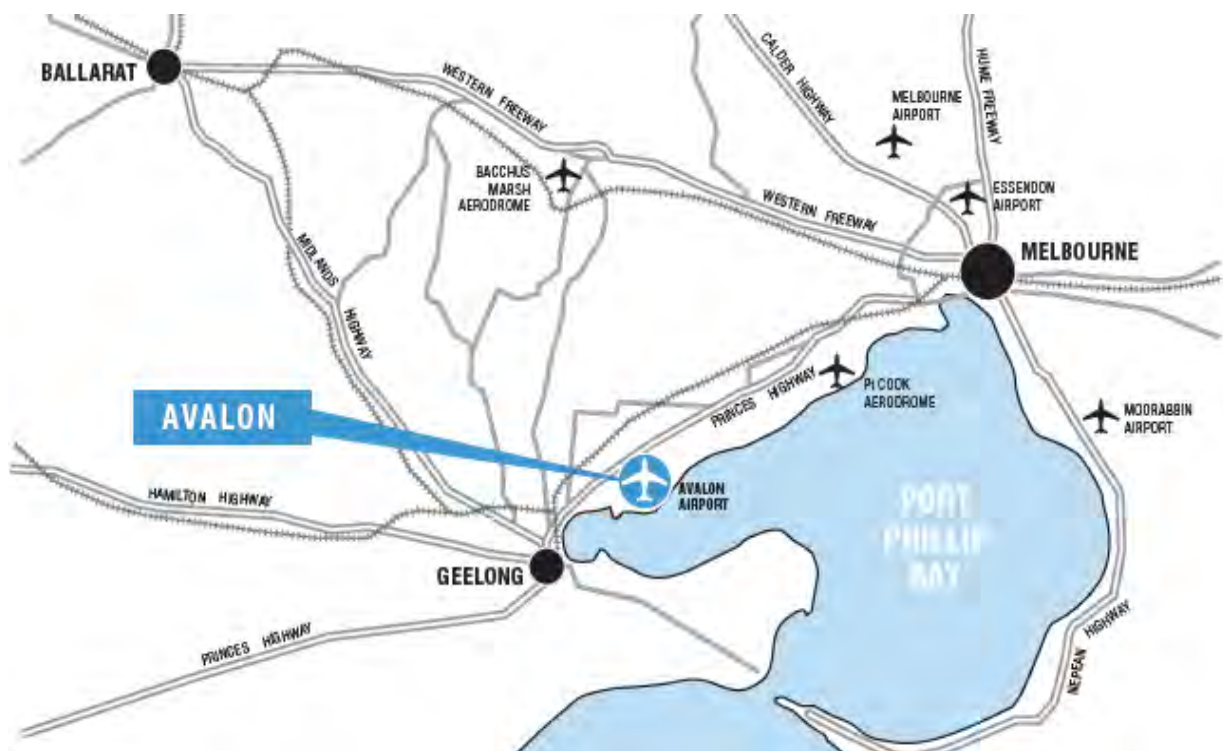 BALLARAT
WESTERN FREEWAY
CALDER HIGHWAY
HUME FREEWAY
MELBOURNE
AIRPORT
BACCHUS
MARSH
AERODROME
ESSENDON
AIRPORT
WESTERN FREEWAY
MELBOURNE
MIDLANDS
HIGHWAY
PRINCES HIGHWAY
Pt COOK
AERODROME
MOORABBIN
AIRPORT
AVALON
AVALON
AIRPORT
HAMILTON HIGHWAY
PORT
PHILLIP
BAY
GEELONG
PRINCES HIGHWAY
NEPEAN HIGHWAY